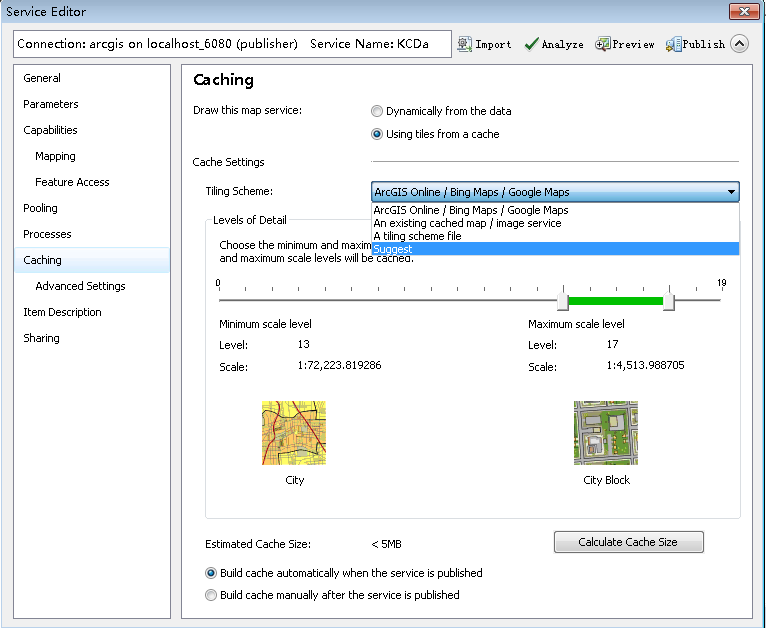 Service Editor
Connection: arcgis on localhost_6080 (publisher) Service Name: KCDa
Import Analyze Preview Publish
General
Parameters
Capabilities
Mapping
Feature Access
Pooling
Processes
Caching
Advanced Settings
Item Description
Sharing
Caching
Draw this map service:
Dynamically from the data
Using tiles from a cache
Cache Settings
Tiling Scheme:
ArcGIS Online / Bing Maps / Google Maps
ArcGIS Online / Bing Maps / Google Maps
An existing cached map / image service
A tiling scheme file
Suggest
Levels of Detail
Choose the minimum and maxim
and maximum scale levels will be cached.
0 19
Minimum scale level
Level: 13
Scale: 1:72,223.819286
City
Maximum scale level
Level: 17
Scale: 1:4,513.988705
City Block
Estimated Cache Size: < 5MB
Calculate Cache Size
Build cache automatically when the service is published
Build cache manually after the service is published